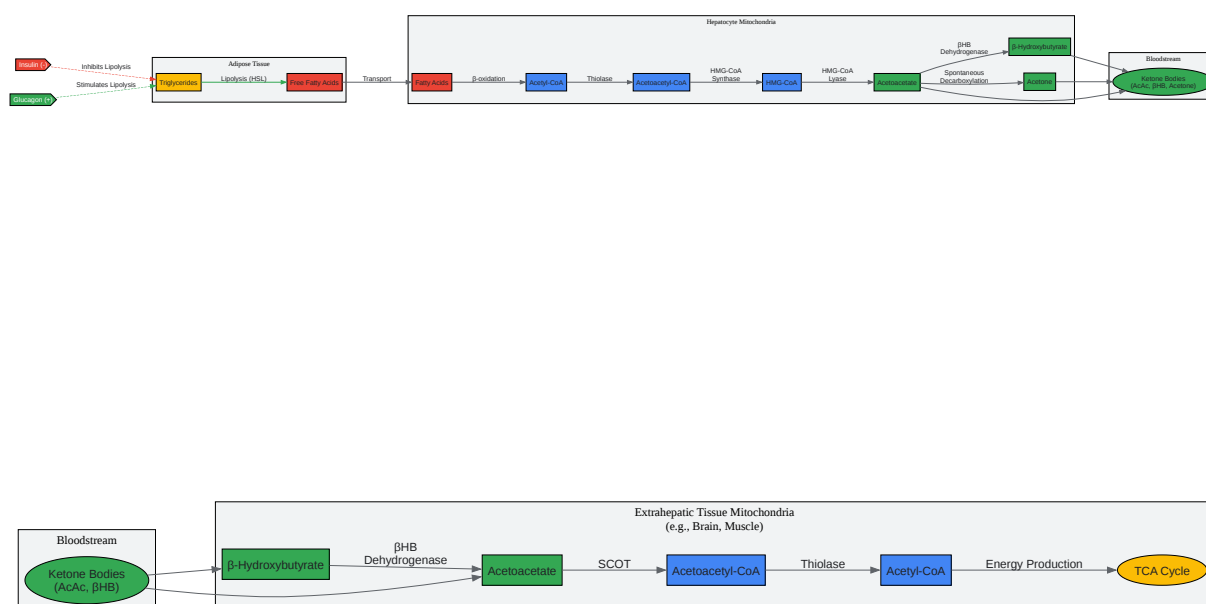 Hepatocyte Mitochondria
Insulin (-)
Inhibits Lipolysis
Glucagon (+)
Stimulates Lipolysis
Adipose Tissue
Triglycerides
Lipolysis (HSL)
Free Fatty Acids
Transport
Fatty Acids
β-oxidation
Acetyl-CoA
Thiolase
Acetoacetyl-CoA
HMG-CoA
Synthase
HMG-CoA
HMG-CoA
Lyase
Acetoacetate
βHB
Dehydrogenase
β-Hydroxybutyrate
Spontaneous
Decarboxylation
Acetone
Bloodstream
Ketone Bodies
(AcAc, βHB, Acetone)
Bloodstream
Ketone Bodies
(AcAc, βHB)
Extrahepatic Tissue Mitochondria
(e.g., Brain, Muscle)
β-Hydroxybutyrate
βHB
Dehydrogenase
Acetoacetate
SCOT
Acetoacetyl-CoA
Thiolase
Acetyl-CoA
Energy Production
TCA Cycle